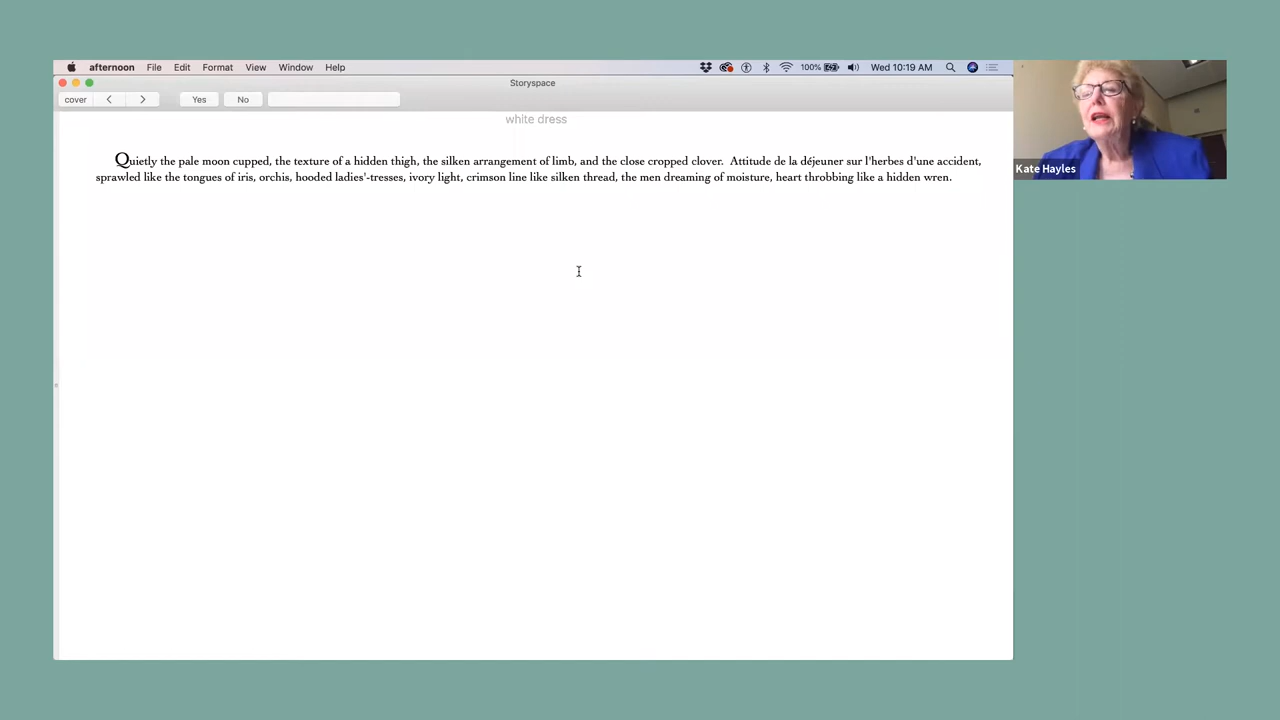 afternoon File Edit Format View Window Help 100% Wed 10:19 AM
Storyspace
cover Yes No
white dress
Quietly the pale moon cupped, the texture of a hidden thigh, the silken arrangement of limb, and the close cropped clover. Attitude de la déjeuner sur l'herbes d'une accident,
sprawled like the tongues of iris, orchis, hooded ladies'-tresses, ivory light, crimson line like silken thread, the men dreaming of moisture, heart throbbing like a hidden wren.
Kate Hayles